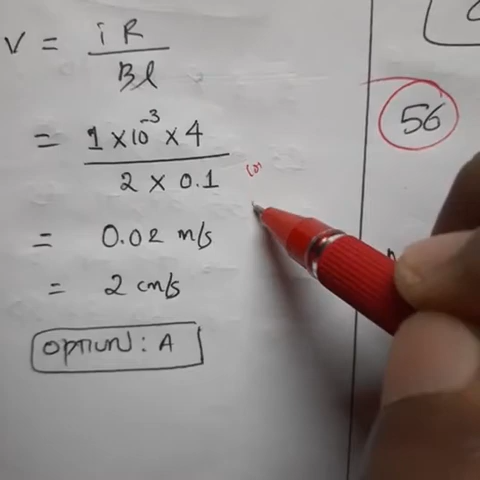 V = iR / Bl
= 1 × 10⁻³ × 4 / 2 × 0.1
= 0.02 m/s
= 2 cm/s
OPTION: A
56